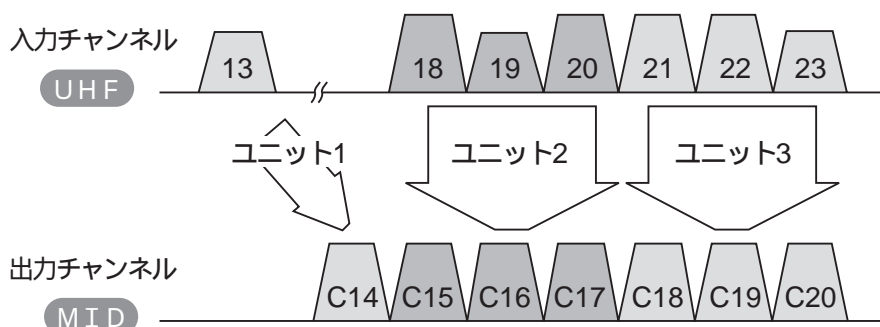 入力チャンネル
UHF
13
18
19
20
21
22
23
ユニット1
ユニット2
ユニット3
出力チャンネル
MID
C14
C15
C16
C17
C18
C19
C20